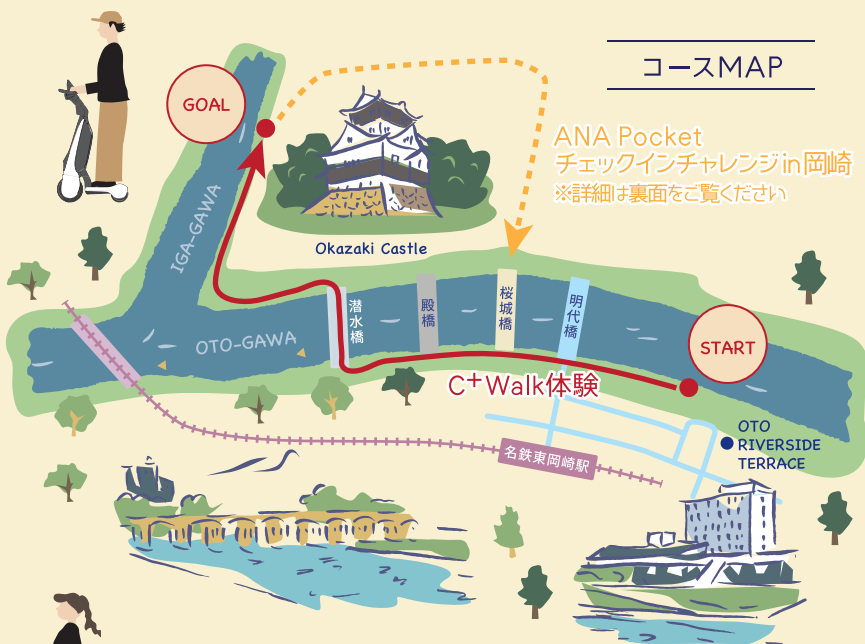 コースMAP
GOAL
ANA Pocket
チェックインチャレンジin岡崎
※詳細は裏面をご覧ください
IGA-GAWA
Okazaki Castle
潜水橋
殿橋
桜城橋
明代橋
OTO-GAWA
START
C+Walk体験
OTO
RIVERSIDE
TERRACE
名鉄東岡崎駅